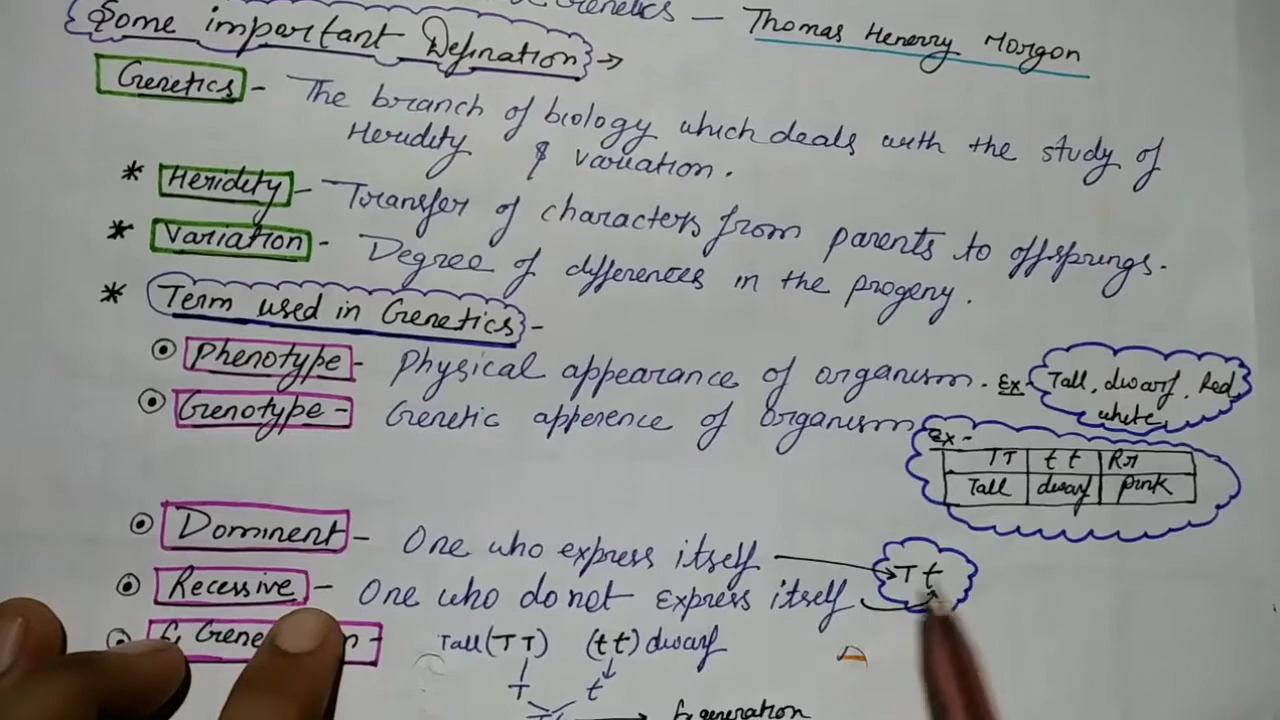 Genetics — Thomas Henerry Morgon
Some important Defination →
Genetics - The branch of biology which deals with the study of
Heridity & variation.
* Heridity - Transfer of characters from parents to offsprings.
* Variation - Degree of differences in the progeny.
* Term used in Genetics -
Phenotype - Physical appearance of organism. Ex - Tall, dwarf, Red
white
Genotype - Genetic apperence of organism
Ex -
TT tt Rr
Tall dwarf pink
Dominent - One who express itself → Tt
Recessive - One who do not express itself
Tall (TT) (tt) dwarf
T t
F1 generation